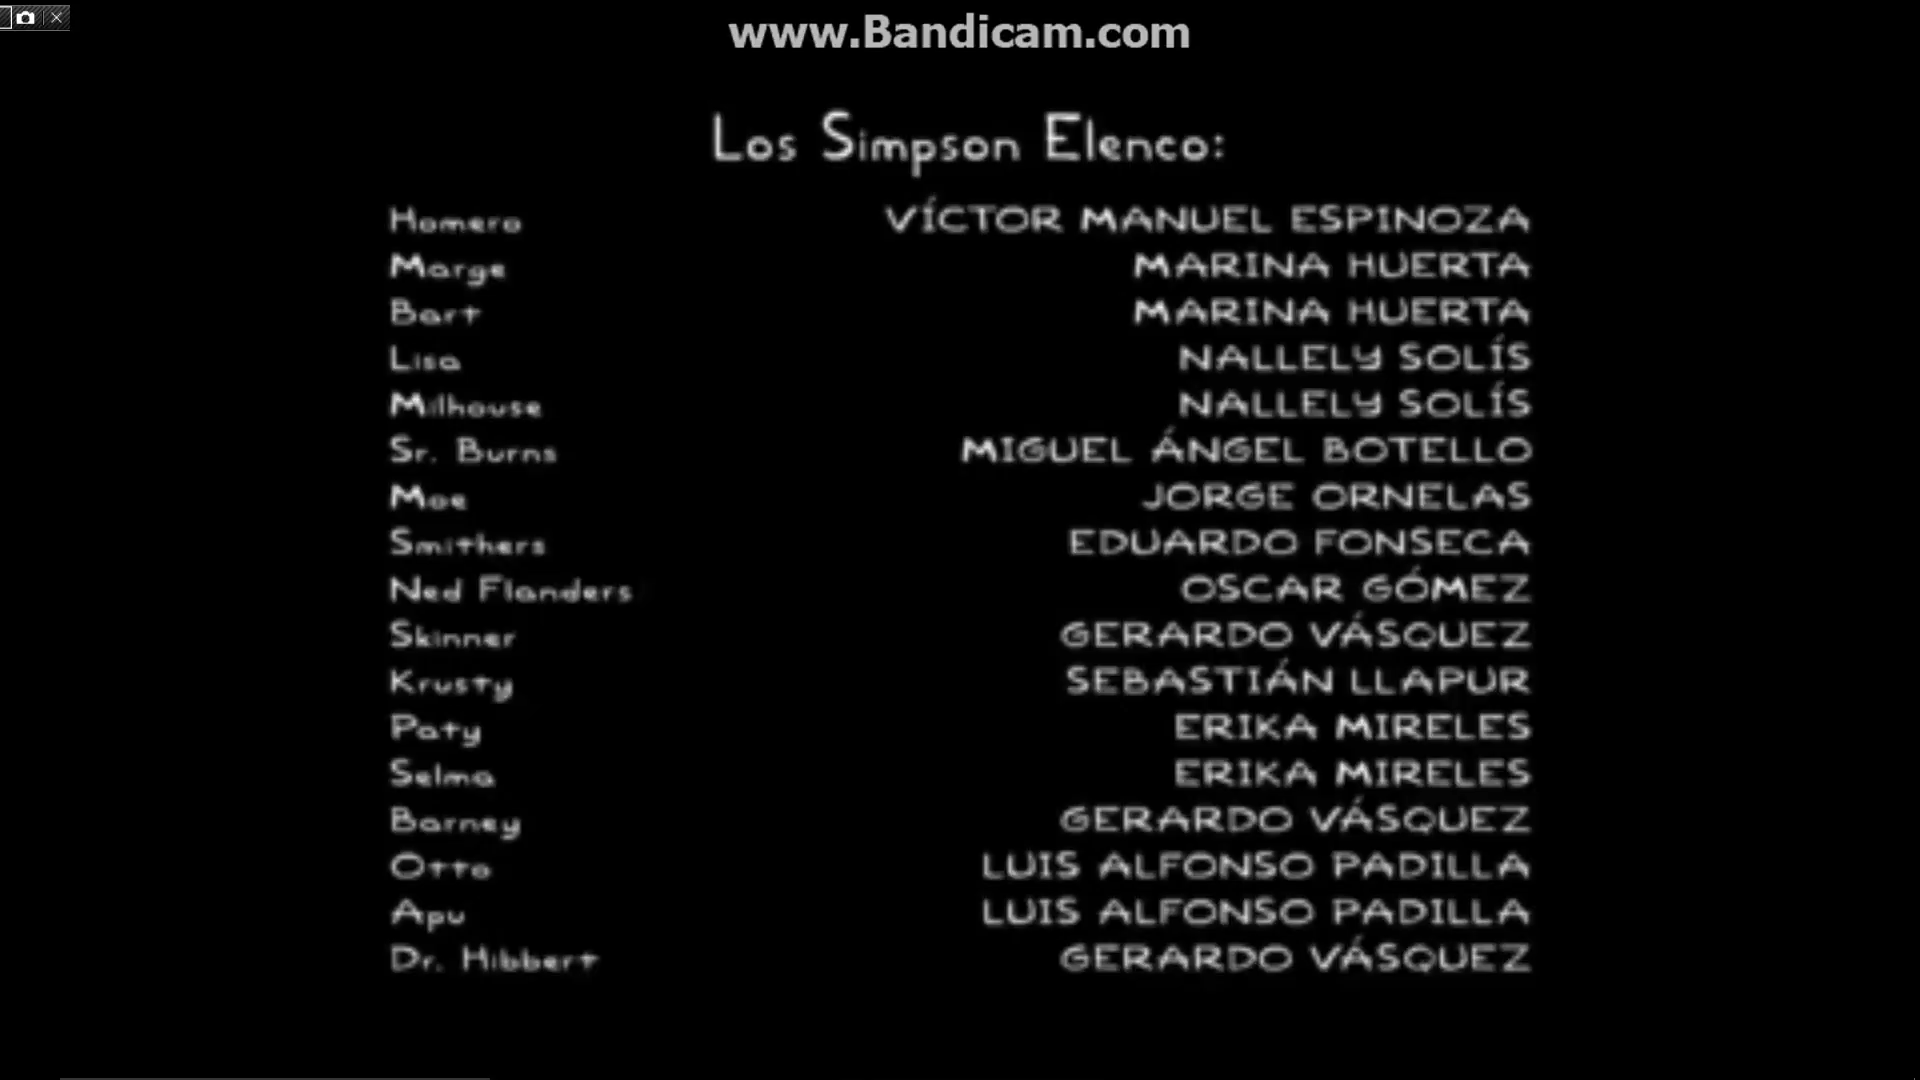 www.Bandicam.com
Los Simpson Elenco:
Homero VÍCTOR MANUEL ESPINOZA
Marge MARINA HUERTA
Bart MARINA HUERTA
Lisa NALLELY SOLÍS
Milhouse NALLELY SOLÍS
Sr. Burns MIGUEL ÁNGEL BOTELLO
Moe JORGE ORNELAS
Smithers EDUARDO FONSECA
Ned Flanders OSCAR GÓMEZ
Skinner GERARDO VÁSQUEZ
Krusty SEBASTIÁN LLAPUR
Paty ERIKA MIRELES
Selma ERIKA MIRELES
Barney GERARDO VÁSQUEZ
Otto LUIS ALFONSO PADILLA
Apu LUIS ALFONSO PADILLA
Dr. Hibbert GERARDO VÁSQUEZ